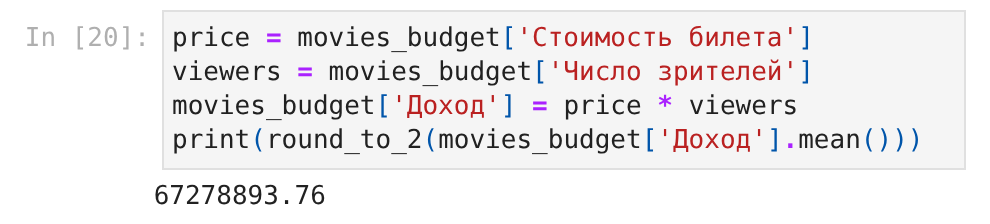 In [20]:
price = movies_budget['Стоимость билета']
viewers = movies_budget['Число зрителей']
movies_budget['Доход'] = price * viewers
print(round_to_2(movies_budget['Доход'].mean()))
67278893.76